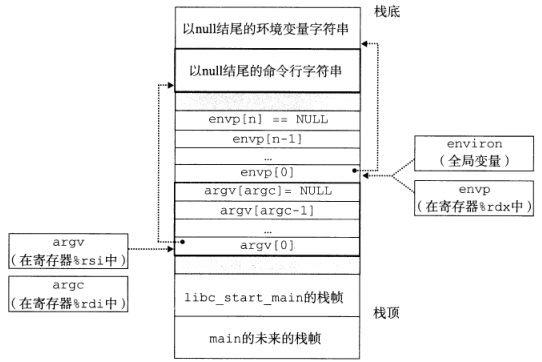 栈底
以null结尾的环境变量字符串
以null结尾的命令行字符串
envp[n] == NULL
envp[n-1]
…
envp[0]
argv[argc]= NULL
argv[argc-1]
…
argv[0]
environ
(全局变量)
envp
(在寄存器%rdx中)
argv
(在寄存器%rsi中)
argc
(在寄存器%rdi中)
libc_start_main的栈帧
栈顶
main的未来的栈帧